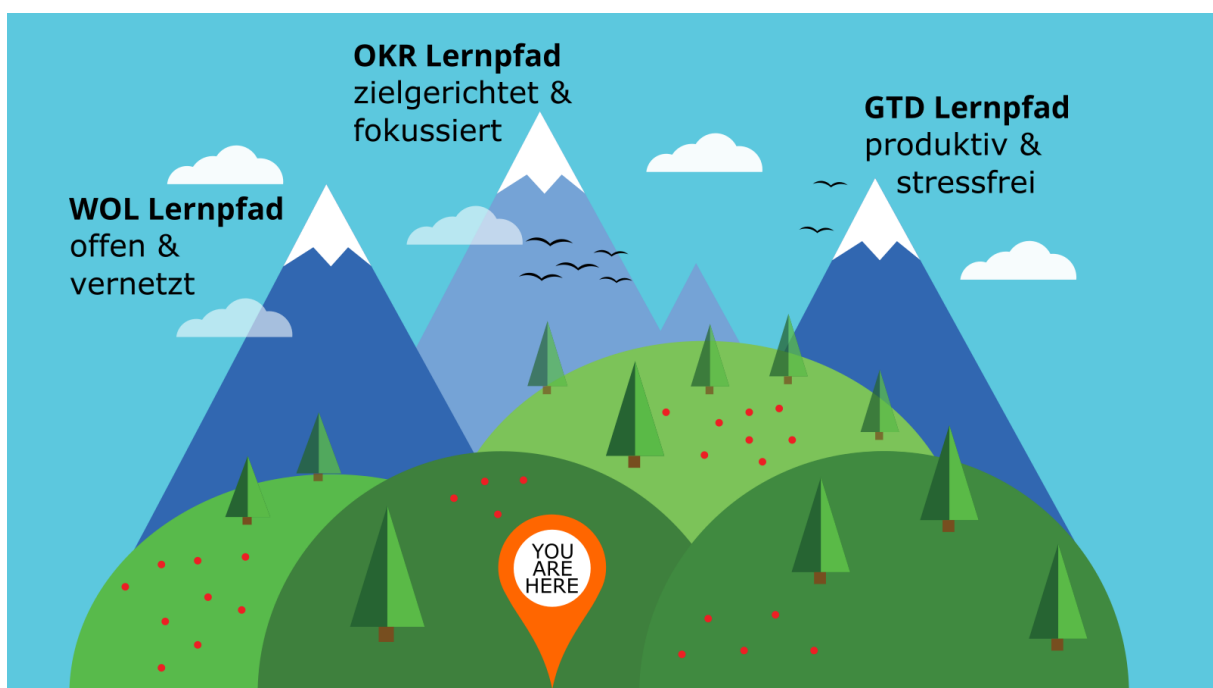 OKR Lernpfad
zielgerichtet &
fokussiert
GTD Lernpfad
produktiv &
stressfrei
WOL Lernpfad
offen &
vernetzt
YOU
ARE
HERE